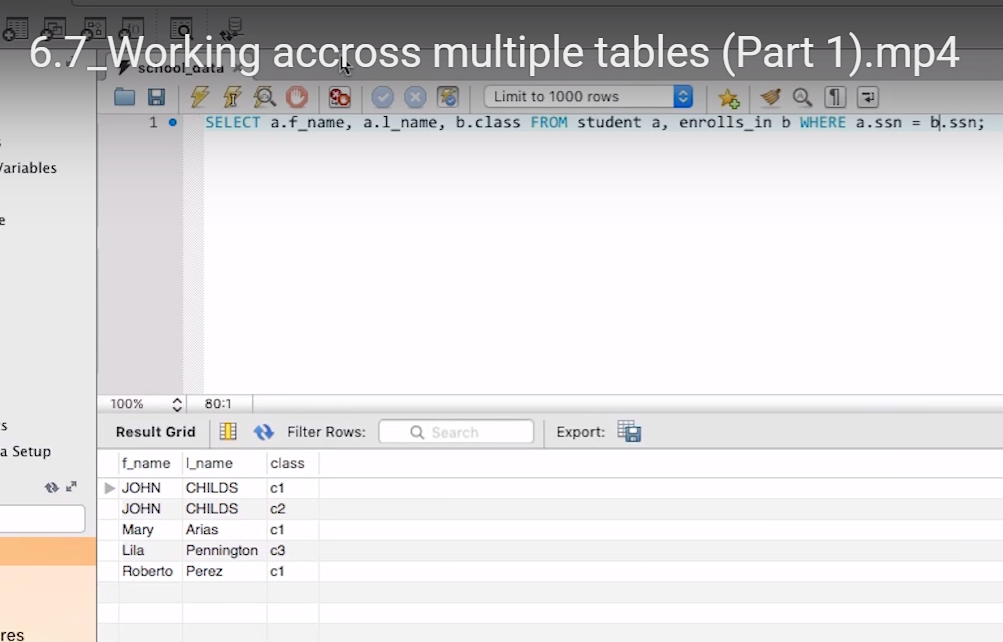 6.7_Working accross multiple tables (Part 1).mp4
school_data
Limit to 1000 rows
1 SELECT a.f_name, a.l_name, b.class FROM student a, enrolls_in b WHERE a.ssn = b.ssn;
Variables
e
100% 80:1
s
a Setup
Result Grid Filter Rows: Search Export:
f_name l_name class
JOHN CHILDS c1
JOHN CHILDS c2
Mary Arias c1
Lila Pennington c3
Roberto Perez c1
res